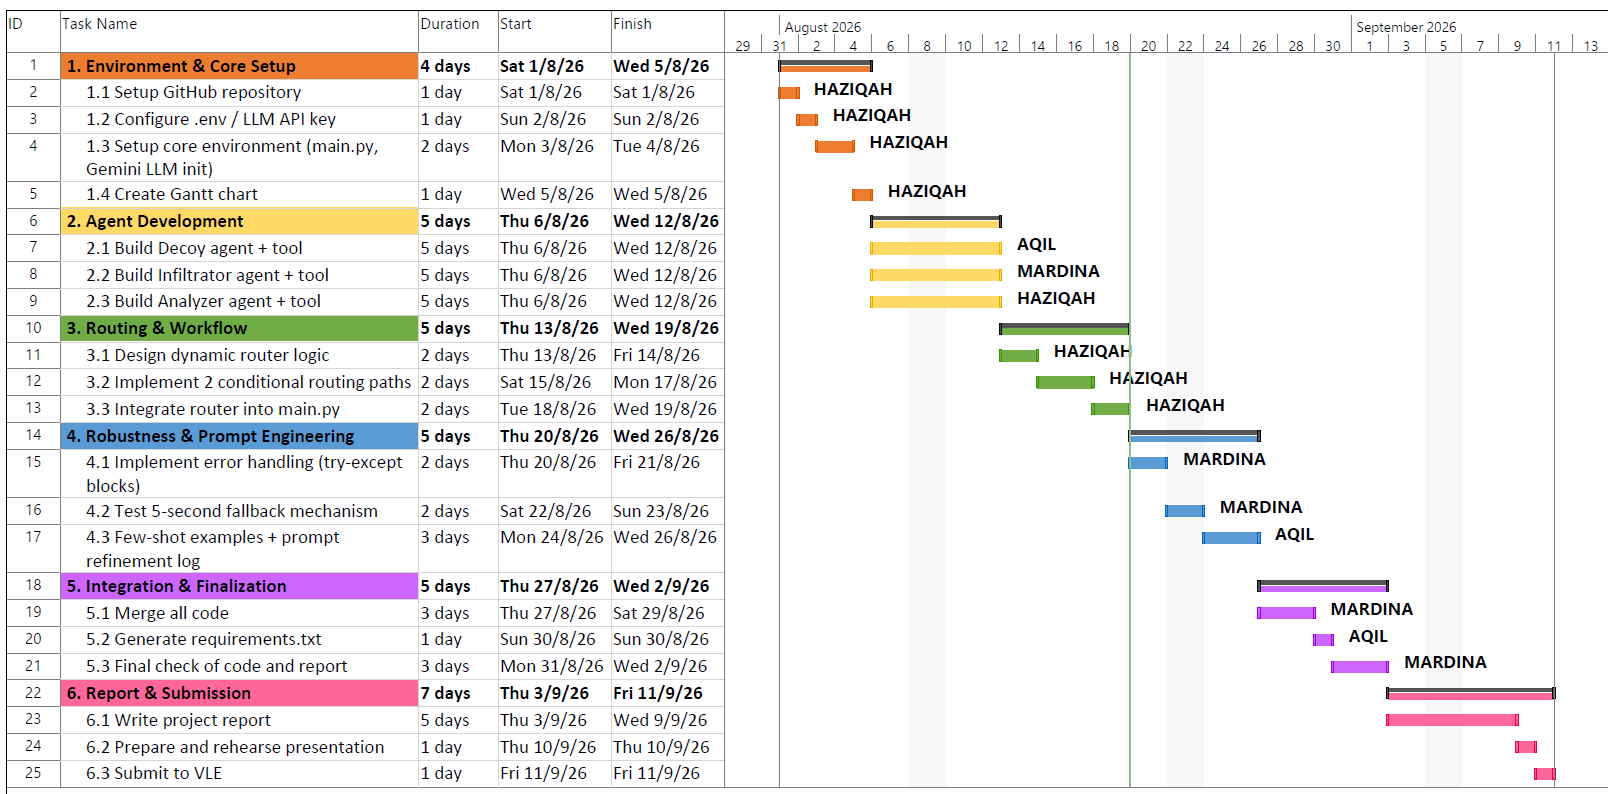 ID Task Name Duration Start Finish August 2026 September 2026
29 31 2 4 6 8 10 12 14 16 18 20 22 24 26 28 30 1 3 5 7 9 11 13
1 1. Environment & Core Setup 4 days Sat 1/8/26 Wed 5/8/26
2 1.1 Setup GitHub repository 1 day Sat 1/8/26 Sat 1/8/26 HAZIQAH
3 1.2 Configure .env / LLM API key 1 day Sun 2/8/26 Sun 2/8/26 HAZIQAH
4 1.3 Setup core environment (main.py, 2 days Mon 3/8/26 Tue 4/8/26 HAZIQAH
Gemini LLM init)
5 1.4 Create Gantt chart 1 day Wed 5/8/26 Wed 5/8/26 HAZIQAH
6 2. Agent Development 5 days Thu 6/8/26 Wed 12/8/26
7 2.1 Build Decoy agent + tool 5 days Thu 6/8/26 Wed 12/8/26 AQIL
8 2.2 Build Infiltrator agent + tool 5 days Thu 6/8/26 Wed 12/8/26 MARDINA
9 2.3 Build Analyzer agent + tool 5 days Thu 6/8/26 Wed 12/8/26 HAZIQAH
10 3. Routing & Workflow 5 days Thu 13/8/26 Wed 19/8/26
11 3.1 Design dynamic router logic 2 days Thu 13/8/26 Fri 14/8/26 HAZIQAH
12 3.2 Implement 2 conditional routing paths 2 days Sat 15/8/26 Mon 17/8/26 HAZIQAH
13 3.3 Integrate router into main.py 2 days Tue 18/8/26 Wed 19/8/26 HAZIQAH
14 4. Robustness & Prompt Engineering 5 days Thu 20/8/26 Wed 26/8/26
15 4.1 Implement error handling (try-except 2 days Thu 20/8/26 Fri 21/8/26 MARDINA
blocks)
16 4.2 Test 5-second fallback mechanism 2 days Sat 22/8/26 Sun 23/8/26 MARDINA
17 4.3 Few-shot examples + prompt 3 days Mon 24/8/26 Wed 26/8/26 AQIL
refinement log
18 5. Integration & Finalization 5 days Thu 27/8/26 Wed 2/9/26
19 5.1 Merge all code 3 days Thu 27/8/26 Sat 29/8/26 MARDINA
20 5.2 Generate requirements.txt 1 day Sun 30/8/26 Sun 30/8/26 AQIL
21 5.3 Final check of code and report 3 days Mon 31/8/26 Wed 2/9/26 MARDINA
22 6. Report & Submission 7 days Thu 3/9/26 Fri 11/9/26
23 6.1 Write project report 5 days Thu 3/9/26 Wed 9/9/26
24 6.2 Prepare and rehearse presentation 1 day Thu 10/9/26 Thu 10/9/26
25 6.3 Submit to VLE 1 day Fri 11/9/26 Fri 11/9/26